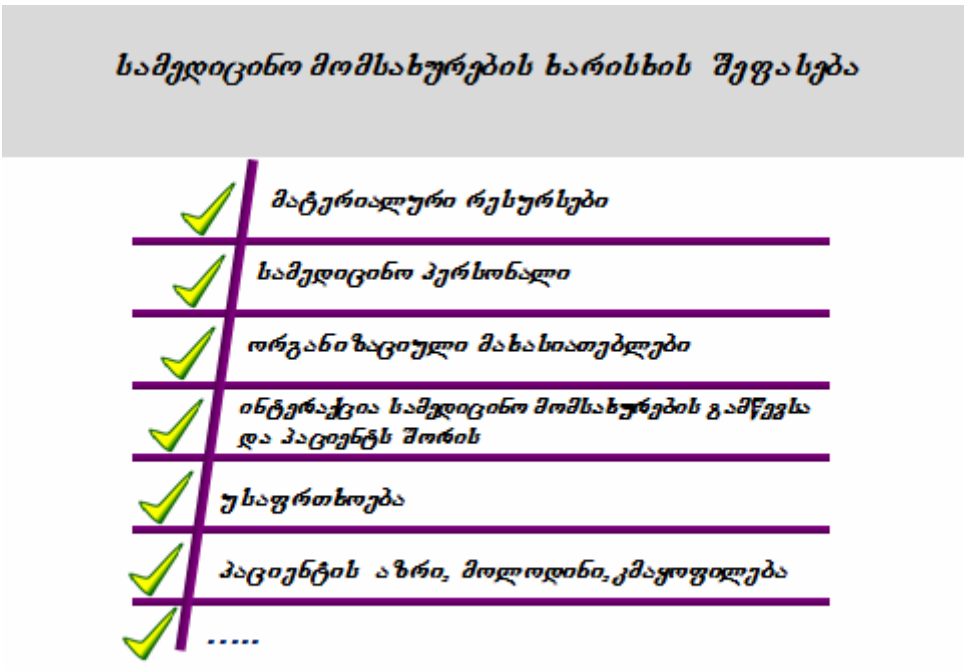 სამედიცინო მომსახურების ხარისხის შეფასება
მატერიალური რესურსები
სამედიცინო პერსონალი
ორგანიზაციული მახასიათებლები
ინტერაქცია სამედიცინო მომსახურების გამწევსა
და პაციენტს შორის
უსაფრთხოება
პაციენტის აზრი, მოლოდინი,კმაყოფილება
.....